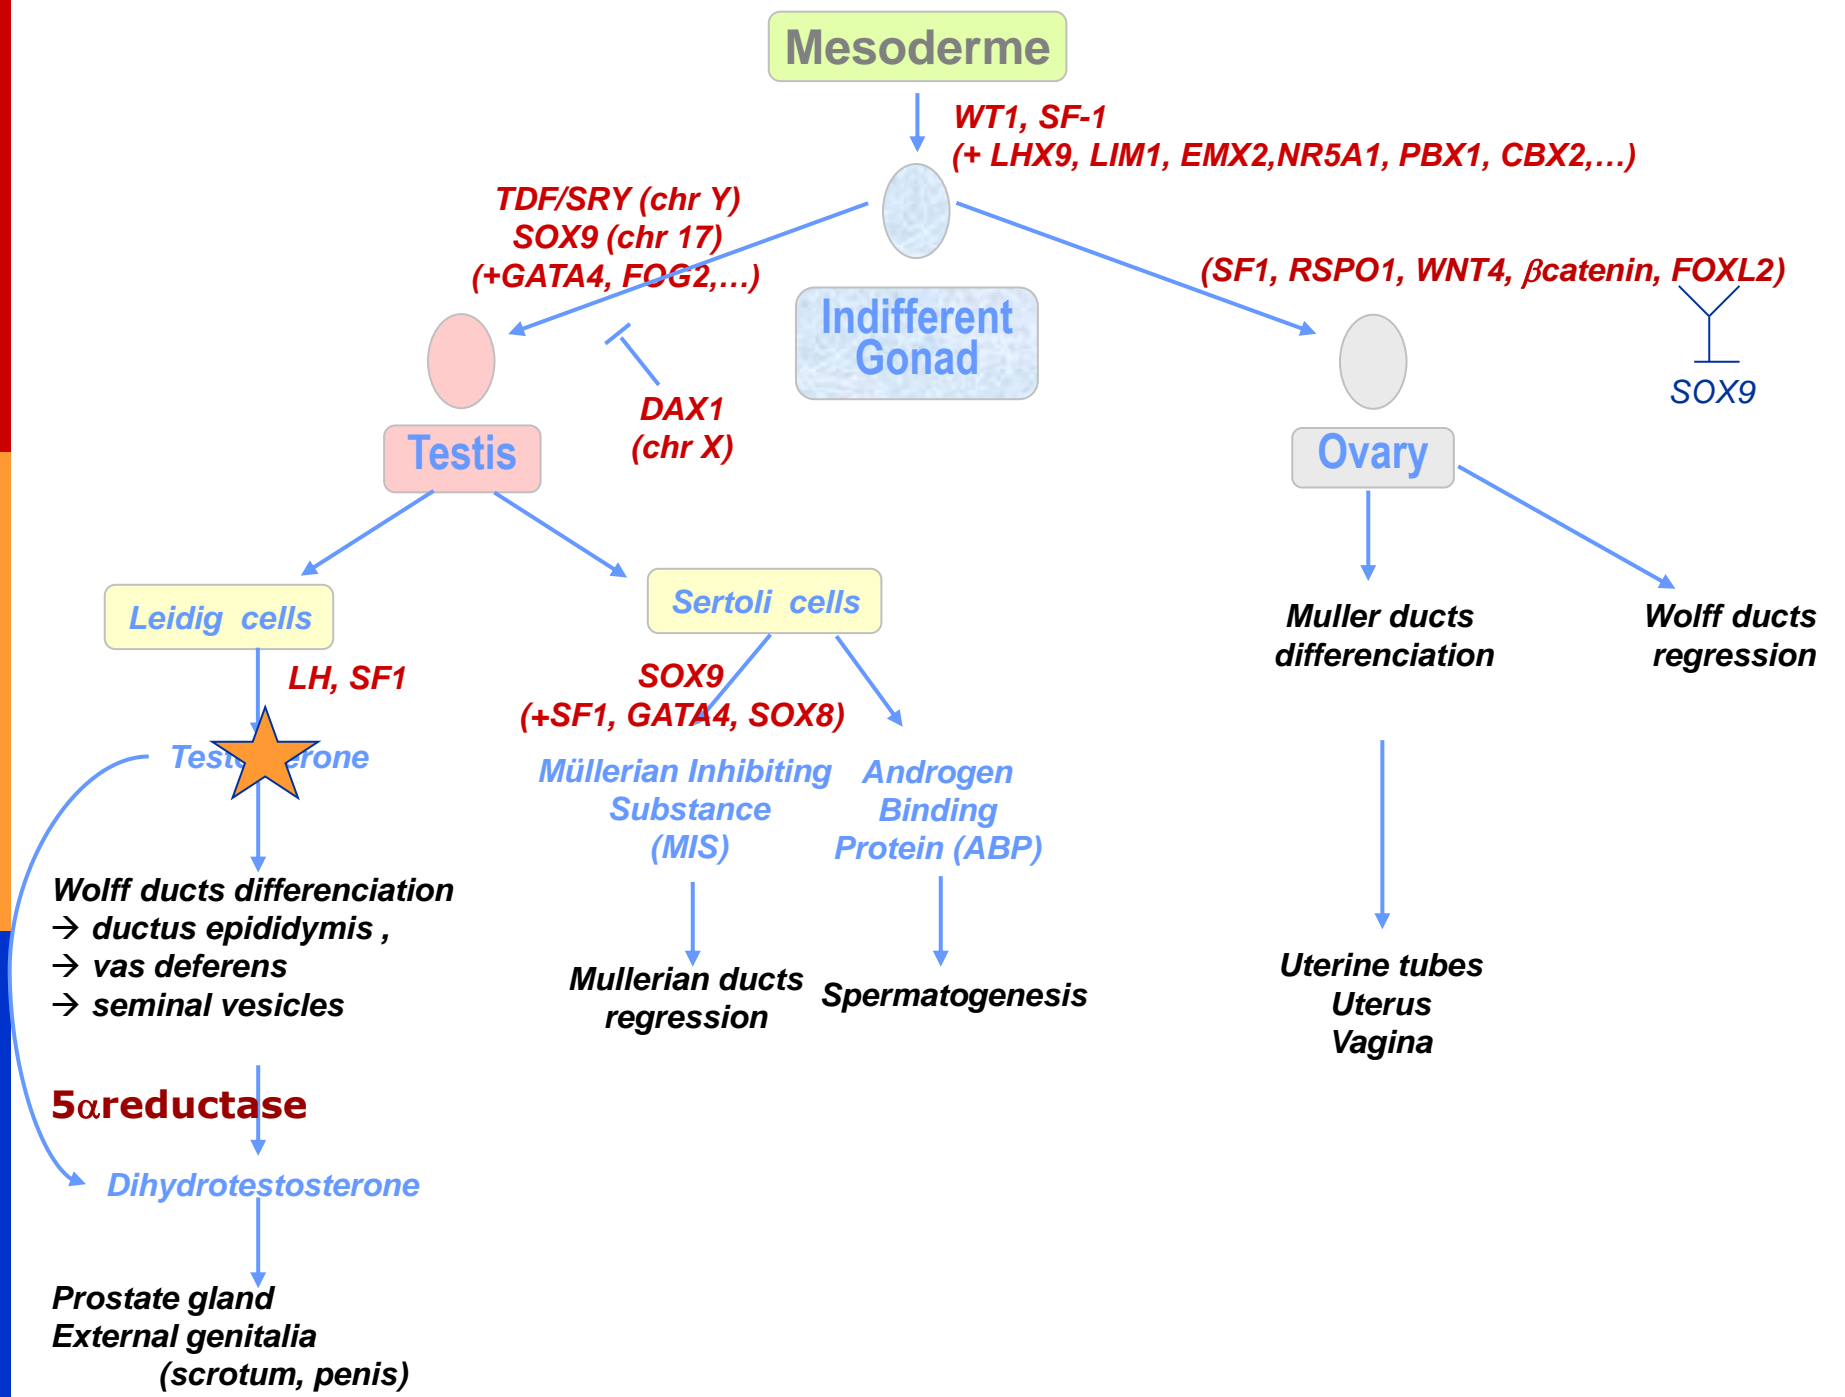 Mesoderme
WT1, SF-1
(+ LHX9, LIM1, EMX2,NR5A1, PBX1, CBX2,…)
TDF/SRY (chr Y)
SOX9 (chr 17)
(+GATA4, FOG2,…)
(SF1, RSPO1, WNT4, βcatenin, FOXL2)
SOX9
Indifferent
Gonad
DAX1
(chr X)
Testis
Ovary
Leidig cells
Sertoli cells
Muller ducts
differenciation
Wolff ducts
regression
LH, SF1
SOX9
(+SF1, GATA4, SOX8)
Müllerian Inhibiting
Substance
(MIS)
Androgen
Binding
Protein (ABP)
Wolff ducts differenciation
→ ductus epididymis ,
→ vas deferens
→ seminal vesicles
Mullerian ducts
regression
Spermatogenesis
Uterine tubes
Uterus
Vagina
5αreductase
Dihydrotestosterone
Prostate gland
External genitalia
(scrotum, penis)